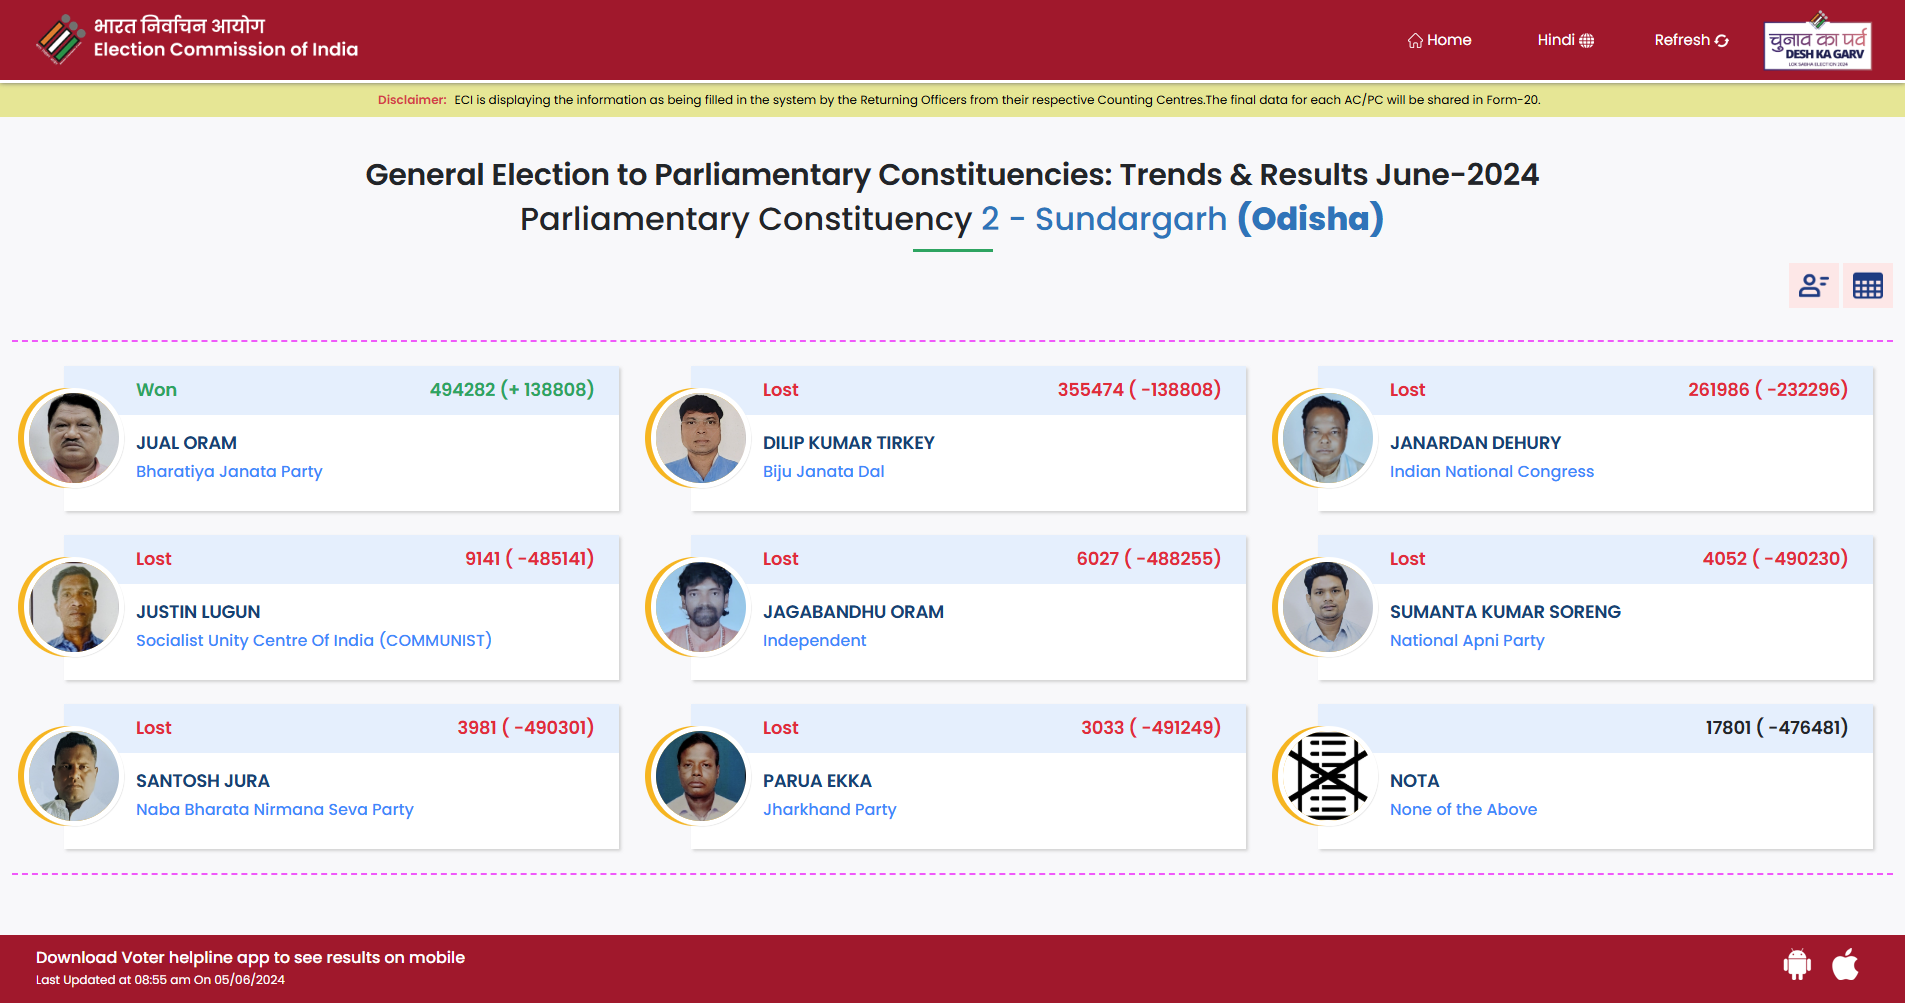 भारत निर्वाचन आयोग
Election Commission of India
Home
Hindi
Refresh
चुनाव का पर्व
DESH KA GARV
LOK SABHA ELECTION 2024
Disclaimer: ECI is displaying the information as being filled in the system by the Returning Officers from their respective Counting Centres.The final data for each AC/PC will be shared in Form-20.
General Election to Parliamentary Constituencies: Trends & Results June-2024
Parliamentary Constituency 2 - Sundargarh (Odisha)
Won 494282 (+ 138808)
JUAL ORAM
Bharatiya Janata Party
Lost 355474 ( -138808)
DILIP KUMAR TIRKEY
Biju Janata Dal
Lost 261986 ( -232296)
JANARDAN DEHURY
Indian National Congress
Lost 9141 ( -485141)
JUSTIN LUGUN
Socialist Unity Centre Of India (COMMUNIST)
Lost 6027 ( -488255)
JAGABANDHU ORAM
Independent
Lost 4052 ( -490230)
SUMANTA KUMAR SORENG
National Apni Party
Lost 3981 ( -490301)
SANTOSH JURA
Naba Bharata Nirmana Seva Party
Lost 3033 ( -491249)
PARUA EKKA
Jharkhand Party
17801 ( -476481)
NOTA
None of the Above
Download Voter helpline app to see results on mobile
Last Updated at 08:55 am On 05/06/2024